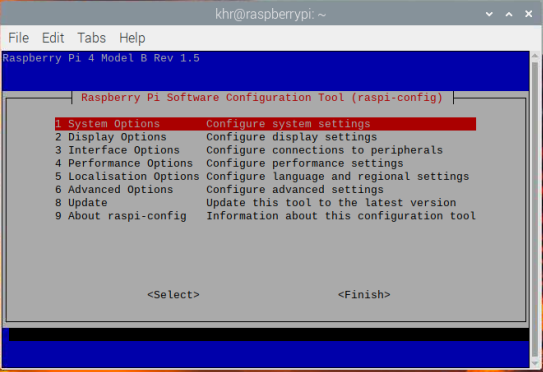 khr@raspberrypi: ~
File Edit Tabs Help
Raspberry Pi 4 Model B Rev 1.5
Raspberry Pi Software Configuration Tool (raspi-config)
1 System Options Configure system settings
2 Display Options Configure display settings
3 Interface Options Configure connections to peripherals
4 Performance Options Configure performance settings
5 Localisation Options Configure language and regional settings
6 Advanced Options Configure advanced settings
8 Update Update this tool to the latest version
9 About raspi-config Information about this configuration tool
<Select> <Finish>